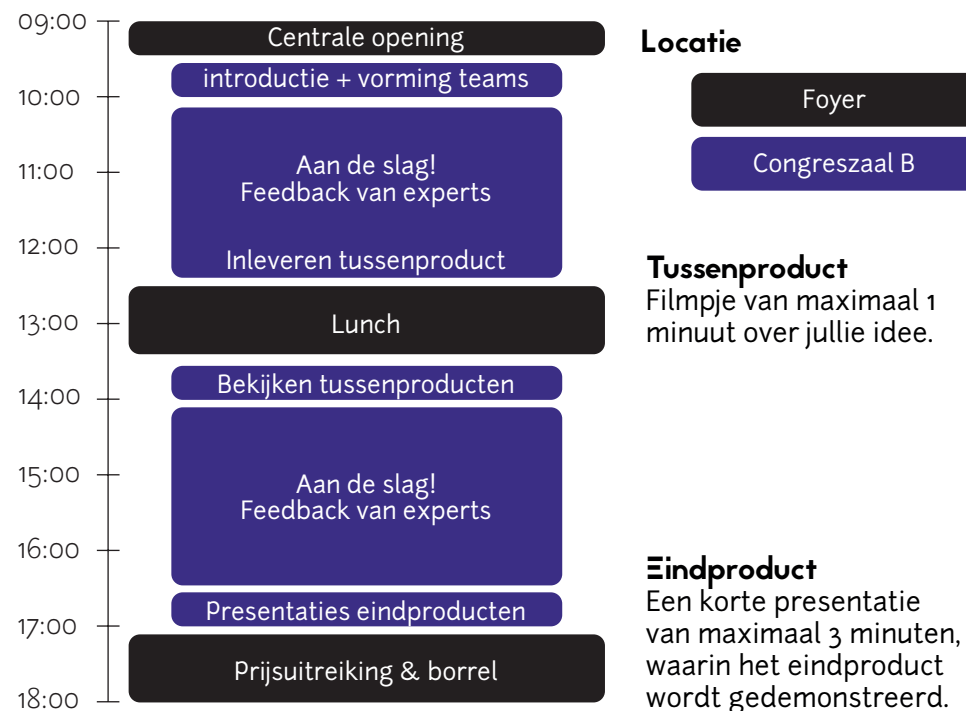 09:00
Centrale opening
introductie + vorming teams
10:00
11:00
Aan de slag!
Feedback van experts
12:00
Inleveren tussenproduct
13:00
Lunch
Bekijken tussenproducten
14:00
15:00
Aan de slag!
Feedback van experts
16:00
Presentaties eindproducten
17:00
Prijsuitreiking & borrel
18:00
Locatie
Foyer
Congreszaal B
Tussenproduct
Filmpje van maximaal 1
minuut over jullie idee.
Eindproduct
Een korte presentatie
van maximaal 3 minuten,
waarin het eindproduct
wordt gedemonstreerd.